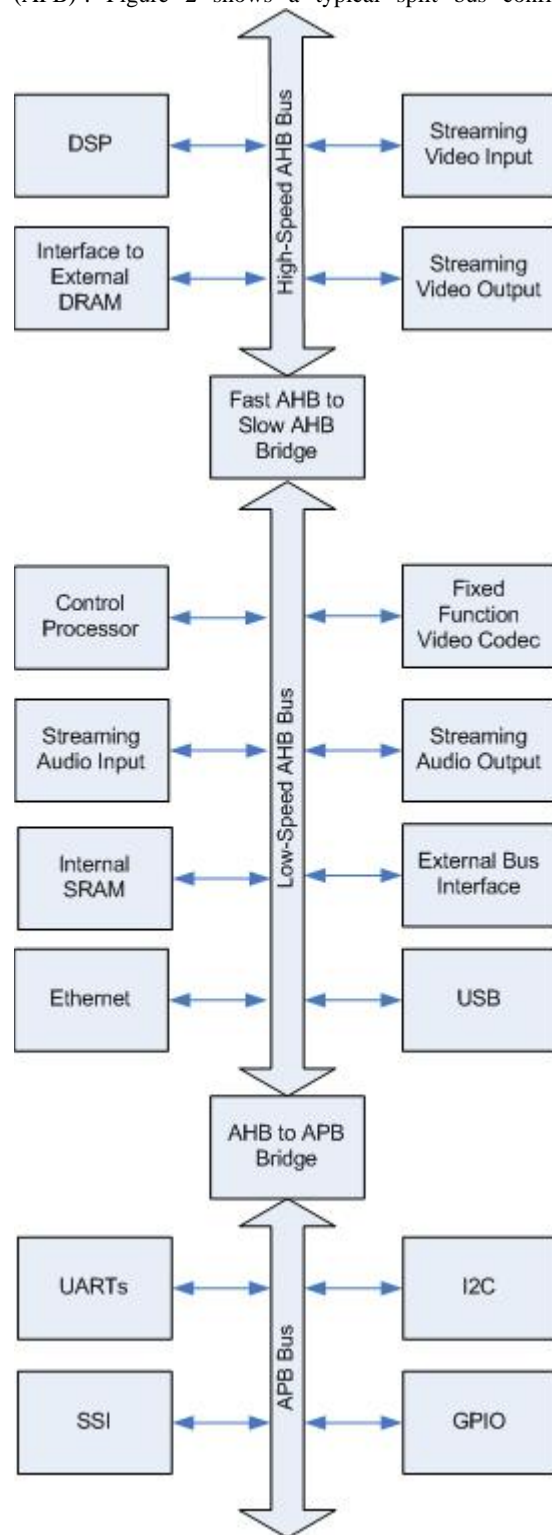 (APB) . Figure 2 shows a typical split bus
High-Speed AHB Bus
DSP
Streaming
Video Input
Interface to
External
DRAM
Streaming
Video Output
Fast AHB to
Slow AHB
Bridge
Low-Speed AHB Bus
Control
Processor
Fixed
Function
Video Codec
Streaming
Audio Input
Streaming
Audio Output
Internal
SRAM
External Bus
Interface
Ethernet
USB
AHB to APB
Bridge
APB Bus
UARTs
I2C
SSI
GPIO